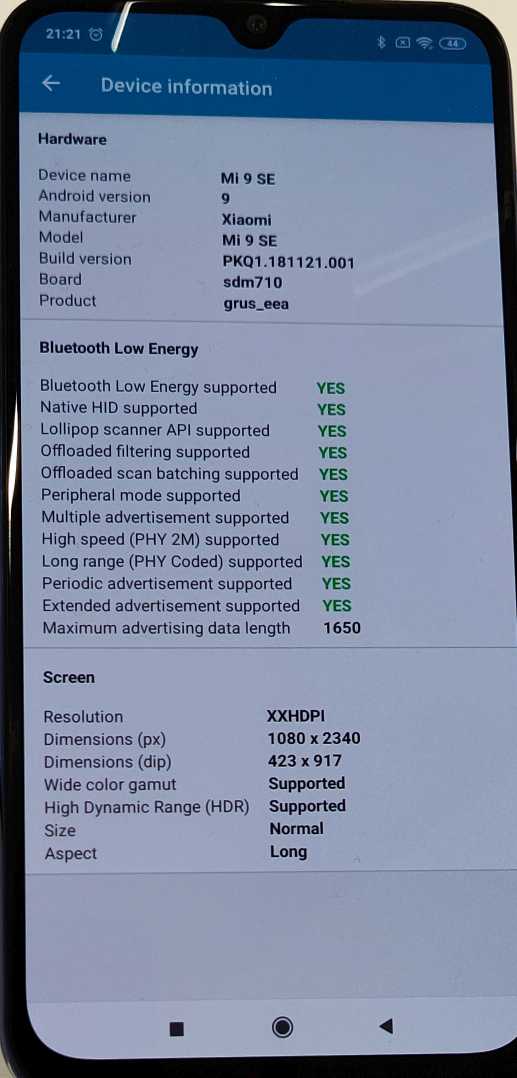 21:21 44
Device information
Hardware
Device name Mi 9 SE
Android version 9
Manufacturer Xiaomi
Model Mi 9 SE
Build version PKQ1.181121.001
Board sdm710
Product grus_eea
Bluetooth Low Energy
Bluetooth Low Energy supported YES
Native HID supported YES
Lollipop scanner API supported YES
Offloaded filtering supported YES
Offloaded scan batching supported YES
Peripheral mode supported YES
Multiple advertisement supported YES
High speed (PHY 2M) supported YES
Long range (PHY Coded) supported YES
Periodic advertisement supported YES
Extended advertisement supported YES
Maximum advertising data length 1650
Screen
Resolution XXHDPI
Dimensions (px) 1080 x 2340
Dimensions (dip) 423 x 917
Wide color gamut Supported
High Dynamic Range (HDR) Supported
Size Normal
Aspect Long